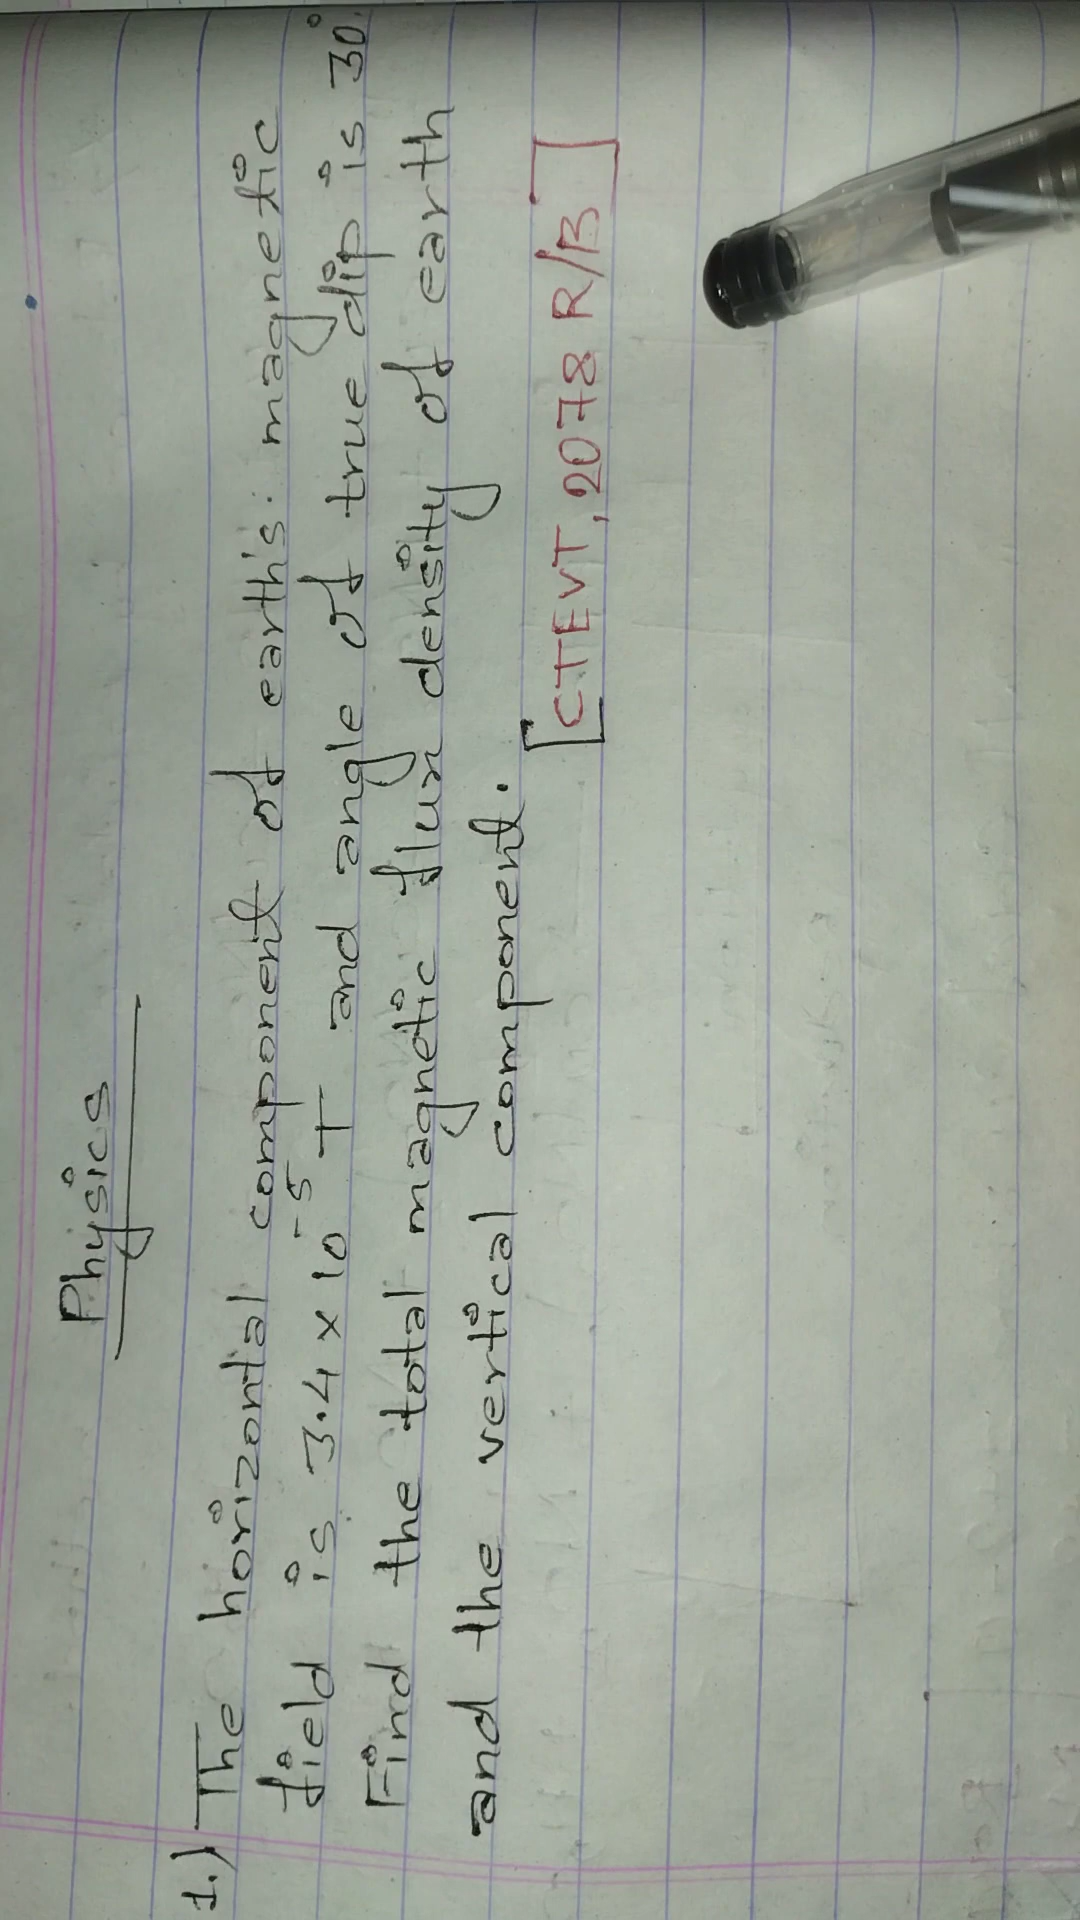 Physics
1.) The horizontal component of earth's magnetic
field is 3.4 x 10⁻⁵ T and angle of true dip is 30°.
Find the total magnetic flux density of earth
and the vertical component.
[CTEVT, 2078 R/B]